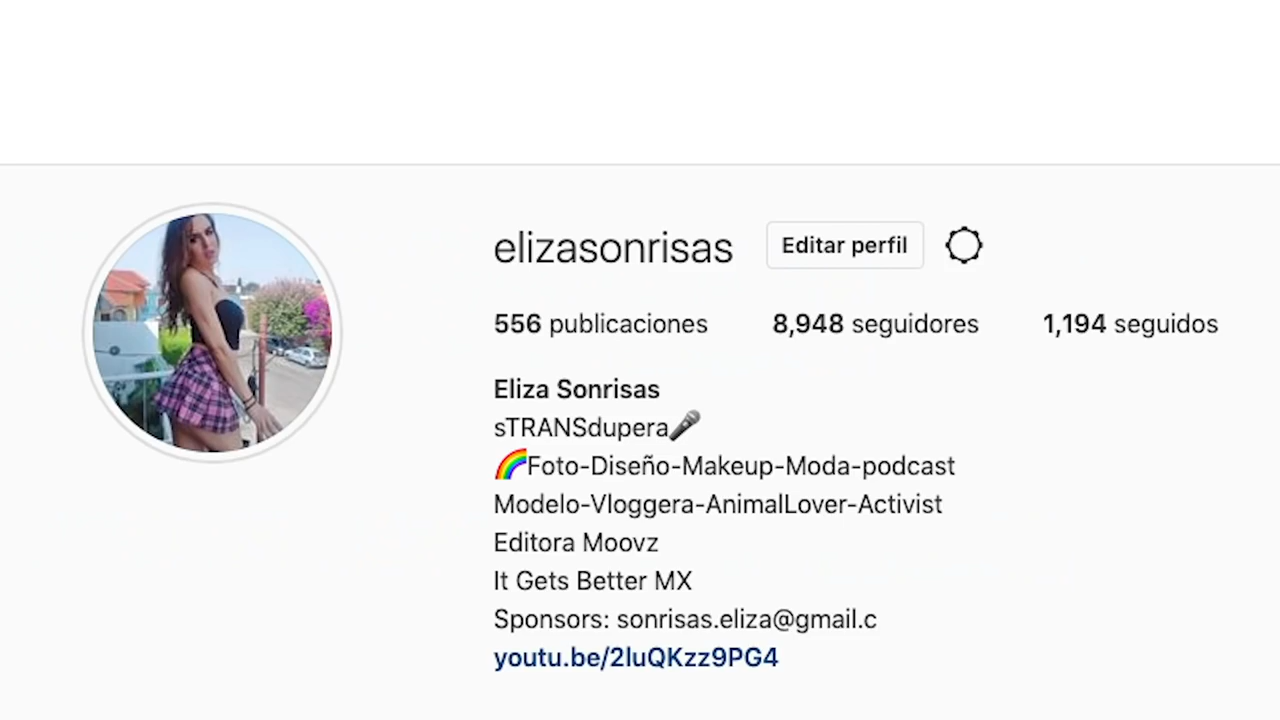 elizasonrisas Editar perfil
556 publicaciones 8,948 seguidores 1,194 seguidos
Eliza Sonrisas
sTRANSdupera🎤
🌈Foto-Diseño-Makeup-Moda-podcast
Modelo-Vloggera-AnimalLover-Activist
Editora Moovz
It Gets Better MX
Sponsors: sonrisas.eliza@gmail.c
youtu.be/2luQKzz9PG4